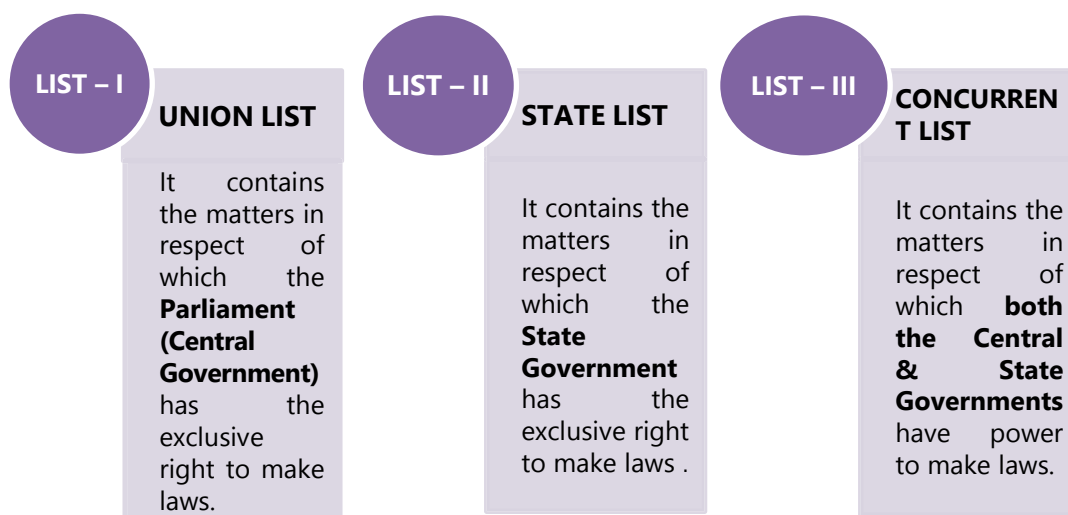 LIST – I
UNION LIST
It contains
the matters in
respect of
which the
Parliament
(Central
Government)
has the
exclusive
right to make
laws.
LIST – II
STATE LIST
It contains the
matters in
respect of
which the
State
Government
has the
exclusive right
to make laws .
LIST – III
CONCURREN
T LIST
It contains the
matters in
respect of
which both
the Central
& State
Governments
have power
to make laws.